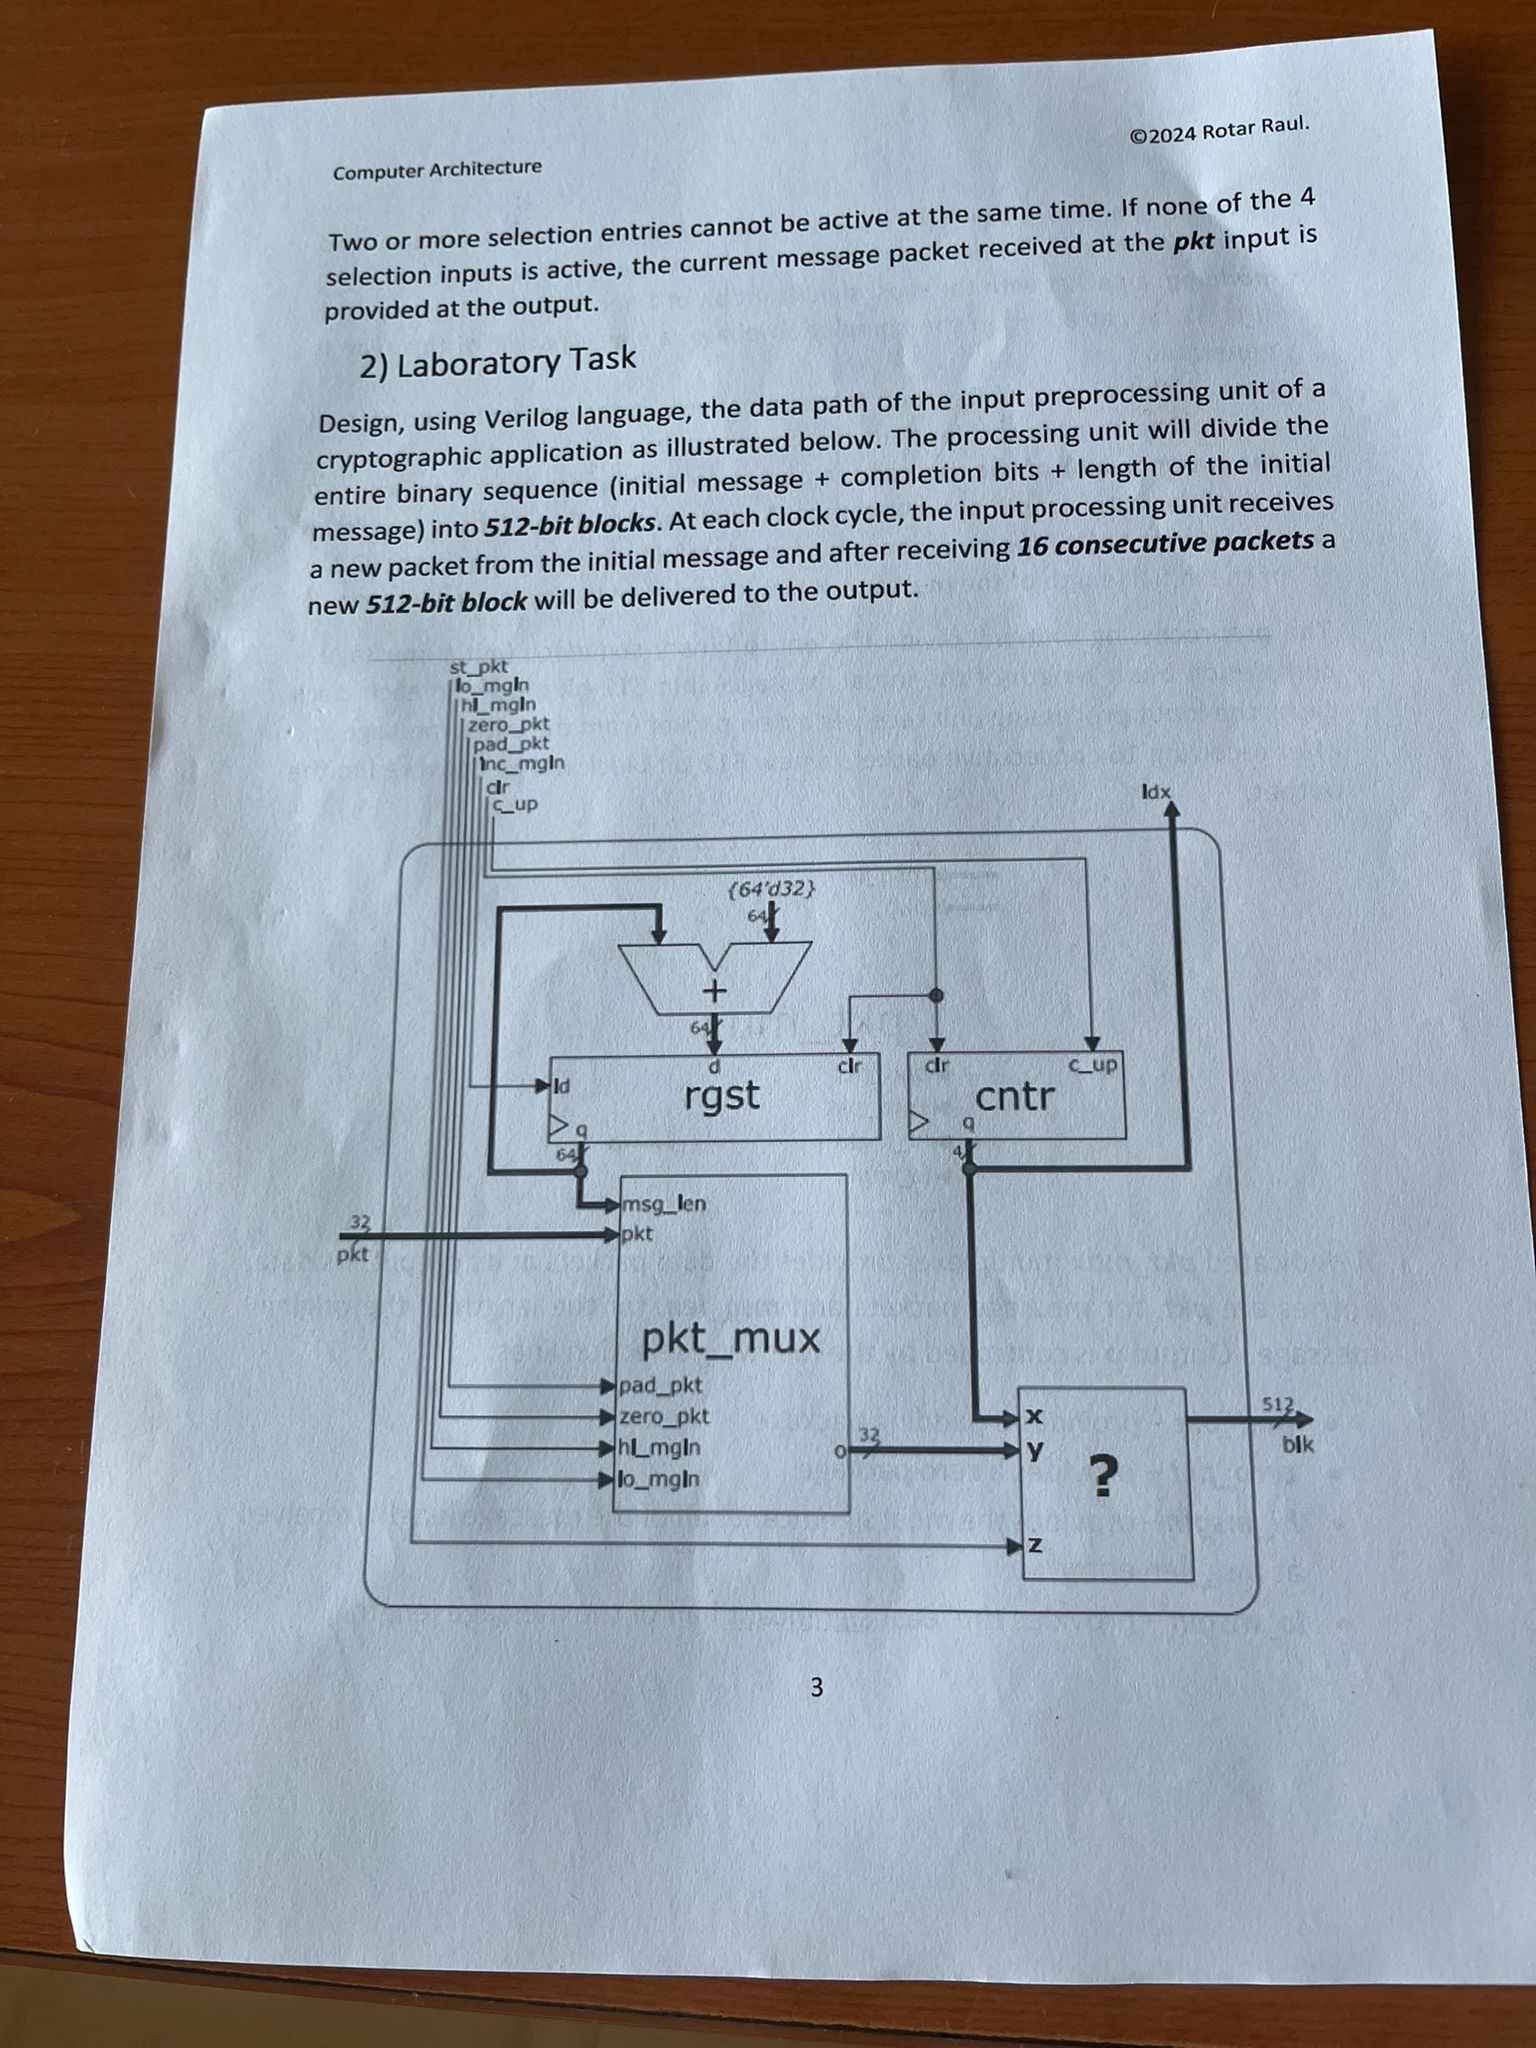 ©2024 Rotar Raul.
Computer Architecture
Two or more selection entries cannot be active at the same time. If none of the 4
selection inputs is active, the current message packet received at the pkt input is
provided at the output.
2) Laboratory Task
Design, using Verilog language, the data path of the input preprocessing unit of a
cryptographic application as illustrated below. The processing unit will divide the
entire binary sequence (initial message + completion bits + length of the initial
message) into 512-bit blocks. At each clock cycle, the input processing unit receives
a new packet from the initial message and after receiving 16 consecutive packets a
new 512-bit block will be delivered to the output.
st_pkt
lo_mgln
hi_mgln
zero_pkt
pad_pkt
inc_mgln
clr
c_up
idx
{64'd32}
64
+
64
d
clr
clr
c_up
ld
rgst
cntr
q
q
64
4
msg_len
32
pkt
pkt
pkt_mux
pad_pkt
zero_pkt
hi_mgln
lo_mgln
o
32
x
y
?
z
512
blk
3